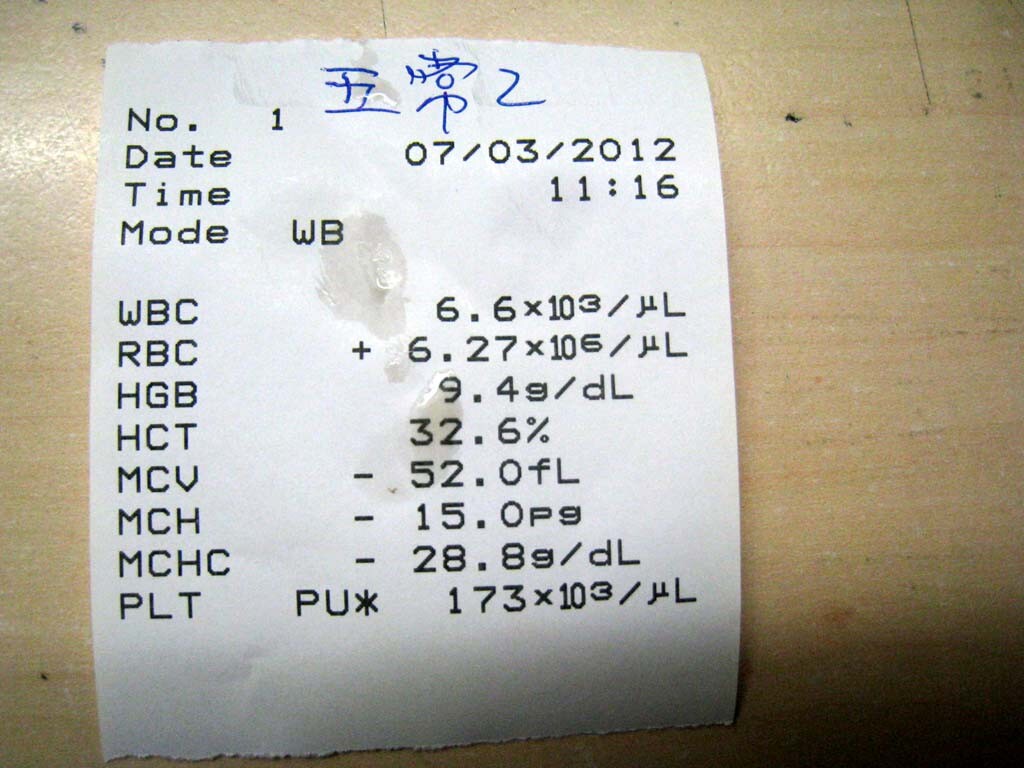 五常乙
No. 1
Date 07/03/2012
Time 11:16
Mode WB
WBC 6.6×10³/μL
RBC + 6.27×10⁶/μL
HGB 9.4g/dL
HCT 32.6%
MCV - 52.0fL
MCH - 15.0pg
MCHC - 28.8g/dL
PLT PU* 173×10³/μL